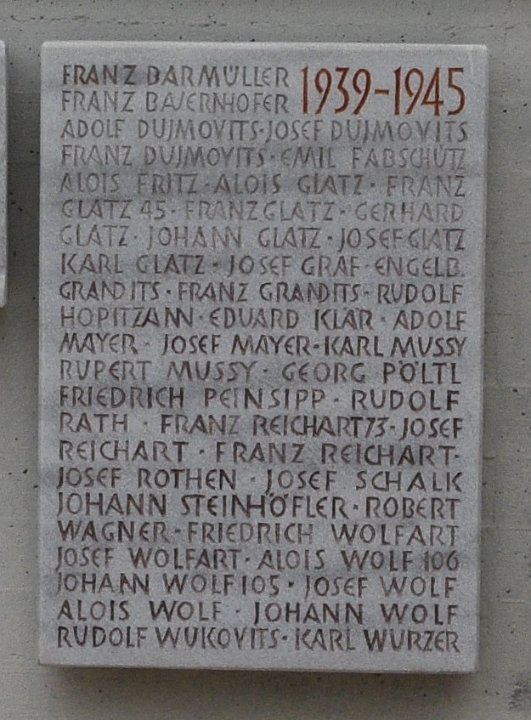 FRANZ DARMÜLLER 1939-1945
FRANZ BAJERNHOFER
ADOLF DUJMOVITS·JOSEF DUJMOVITS
FRANZ DUJMOVITS·EMIL FABSCHÜTZ
ALOIS FRITZ·ALOIS GLATZ·FRANZ
GLATZ 45·FRANZ GLATZ·GERHARD
GLATZ·JOHANN GLATZ·JOSEF GLATZ
KARL GLATZ·JOSEF GRAF·ENGELB.
GRANDITS·FRANZ GRANDITS·RUDOLF
HOPITZANN·EDUARD KLAR·ADOLF
MAYER·JOSEF MAYER·KARL MUSSY
RUPERT MUSSY·GEORG PÖLTL
FRIEDRICH PEINSIPP·RUDOLF
RATH·FRANZ REICHART 73·JOSEF
REICHART·FRANZ REICHART·
JOSEF ROTHEN·JOSEF SCHALK
JOHANN STEINHÖFLER·ROBERT
WAGNER·FRIEDRICH WOLFART
JOSEF WOLFART·ALOIS WOLF 106
JOHANN WOLF 105·JOSEF WOLF
ALOIS WOLF·JOHANN WOLF
RUDOLF WUKOVITS·KARL WURZER